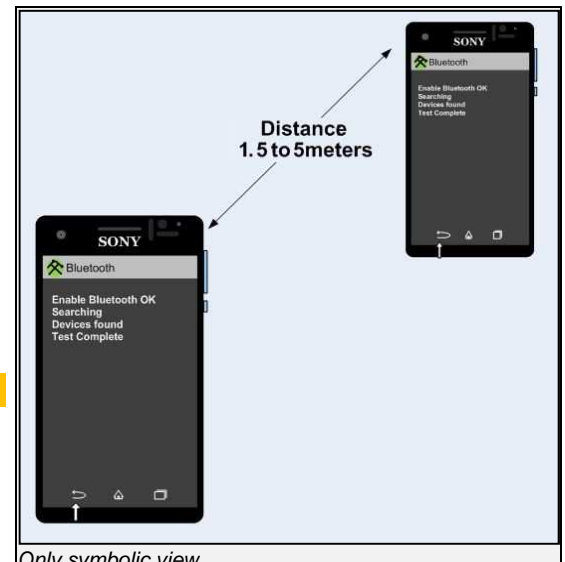 SONY
Bluetooth
Enable Bluetooth OK
Searching
Devices found
Test Complete
Distance
1.5 to 5meters
SONY
Bluetooth
Enable Bluetooth OK
Searching
Devices found
Test Complete
Only symbolic view